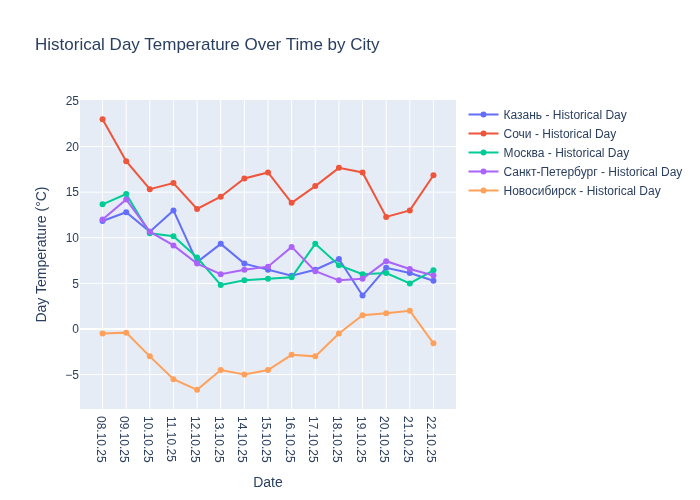 Historical Day Temperature Over Time by City
25
20
15
10
5
0
−5
Day Temperature (°C)
08.10.25
09.10.25
10.10.25
11.10.25
12.10.25
13.10.25
14.10.25
15.10.25
16.10.25
17.10.25
18.10.25
19.10.25
20.10.25
21.10.25
22.10.25
Date
Казань - Historical Day
Сочи - Historical Day
Москва - Historical Day
Санкт-Петербург - Historical Day
Новосибирск - Historical Day